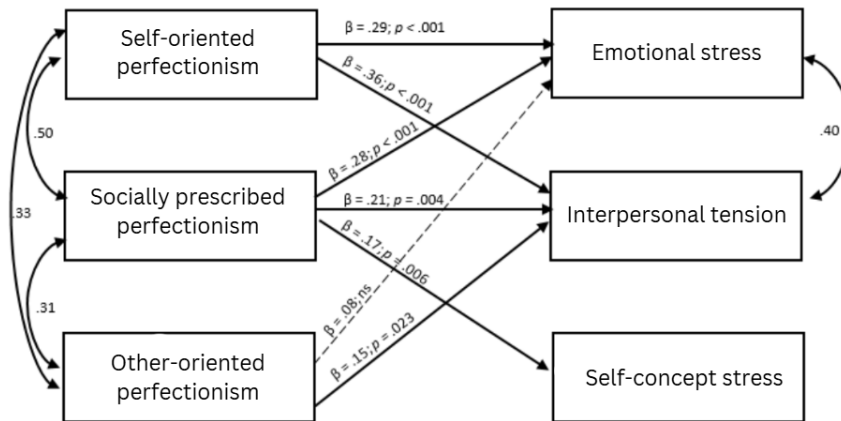 β = .29; p < .001
Self-oriented
perfectionism
Emotional stress
β = .36; p < .001
.50
.40
β = .28; p < .001
Socially prescribed
perfectionism
β = .21; p = .004
Interpersonal tension
.33
β = .17; p = .006
.31
β = .08; ns
β = .15; p = .023
Other-oriented
perfectionism
Self-concept stress